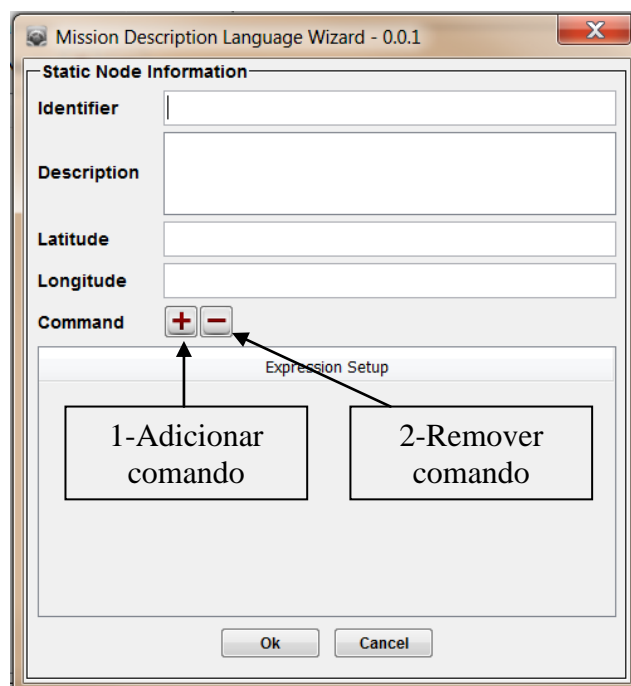 Mission Description Language Wizard - 0.0.1
X
Static Node Information
Identifier
Description
Latitude
Longitude
Command + −
Expression Setup
1-Adicionar
comando
2-Remover
comando
Ok
Cancel